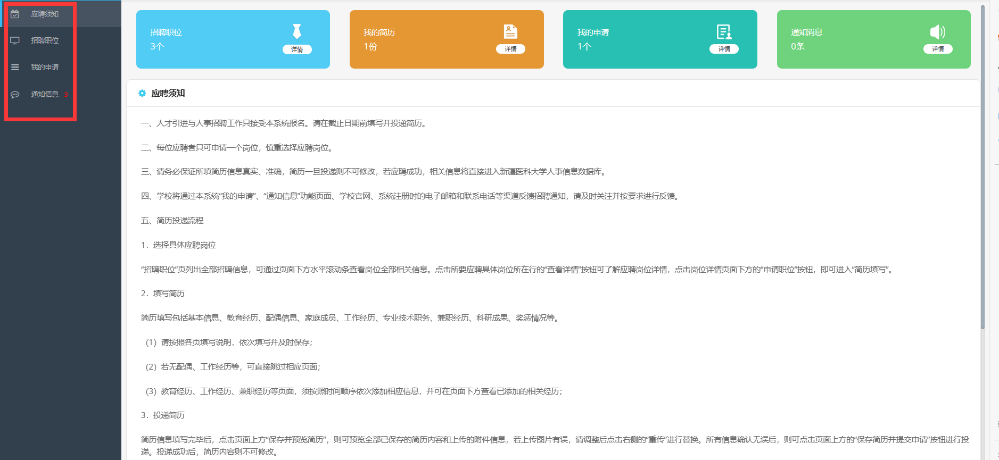 应聘须知
招聘职位
我的申请
通知信息 3
招聘职位
3个
详情
我的简历
1份
详情
我的申请
1个
详情
通知消息
0条
详情
应聘须知
一、人才引进与人事招聘工作只接受本系统报名。请在截止日期前填写并投递简历。
二、每位应聘者只可申请一个岗位，慎重选择应聘岗位。
三、请务必保证所填简历信息真实、准确，简历一旦投递则不可修改，若应聘成功，相关信息将直接进入新疆医科大学人事信息数据库。
四、学校将通过本系统“我的申请”、“通知信息”功能页面、学校官网、系统注册时的电子邮箱和联系电话等渠道反馈招聘通知，请及时关注并按要求进行反馈。
五、简历投递流程
1．选择具体应聘岗位
“招聘职位”页列出全部招聘信息，可通过页面下方水平滚动条查看岗位全部相关信息。点击所要应聘具体岗位所在行的“查看详情”按钮可了解应聘岗位详情，点击岗位详情页面下方的“申请职位”按钮，即可进入“简历填写”。
2．填写简历
简历填写包括基本信息、教育经历、配偶信息、家庭成员、工作经历、专业技术职务、兼职经历、科研成果、奖惩情况等。
（1）请按照各页填写说明，依次填写并及时保存；
（2）若无配偶、工作经历等，可直接跳过相应页面；
（3）教育经历、工作经历、兼职经历等页面，须按照时间顺序依次添加相应信息，并可在页面下方查看已添加的相关经历；
3．投递简历
简历信息填写完毕后，点击页面上方“保存并预览简历”，则可预览全部已保存的简历内容和上传的附件信息，若上传图片有误，请调整后点击右侧的“重传”进行替换。所有信息确认无误后，则可点击页面上方的“保存简历并提交申请”按钮进行投
递。投递成功后，简历内容则不可修改。